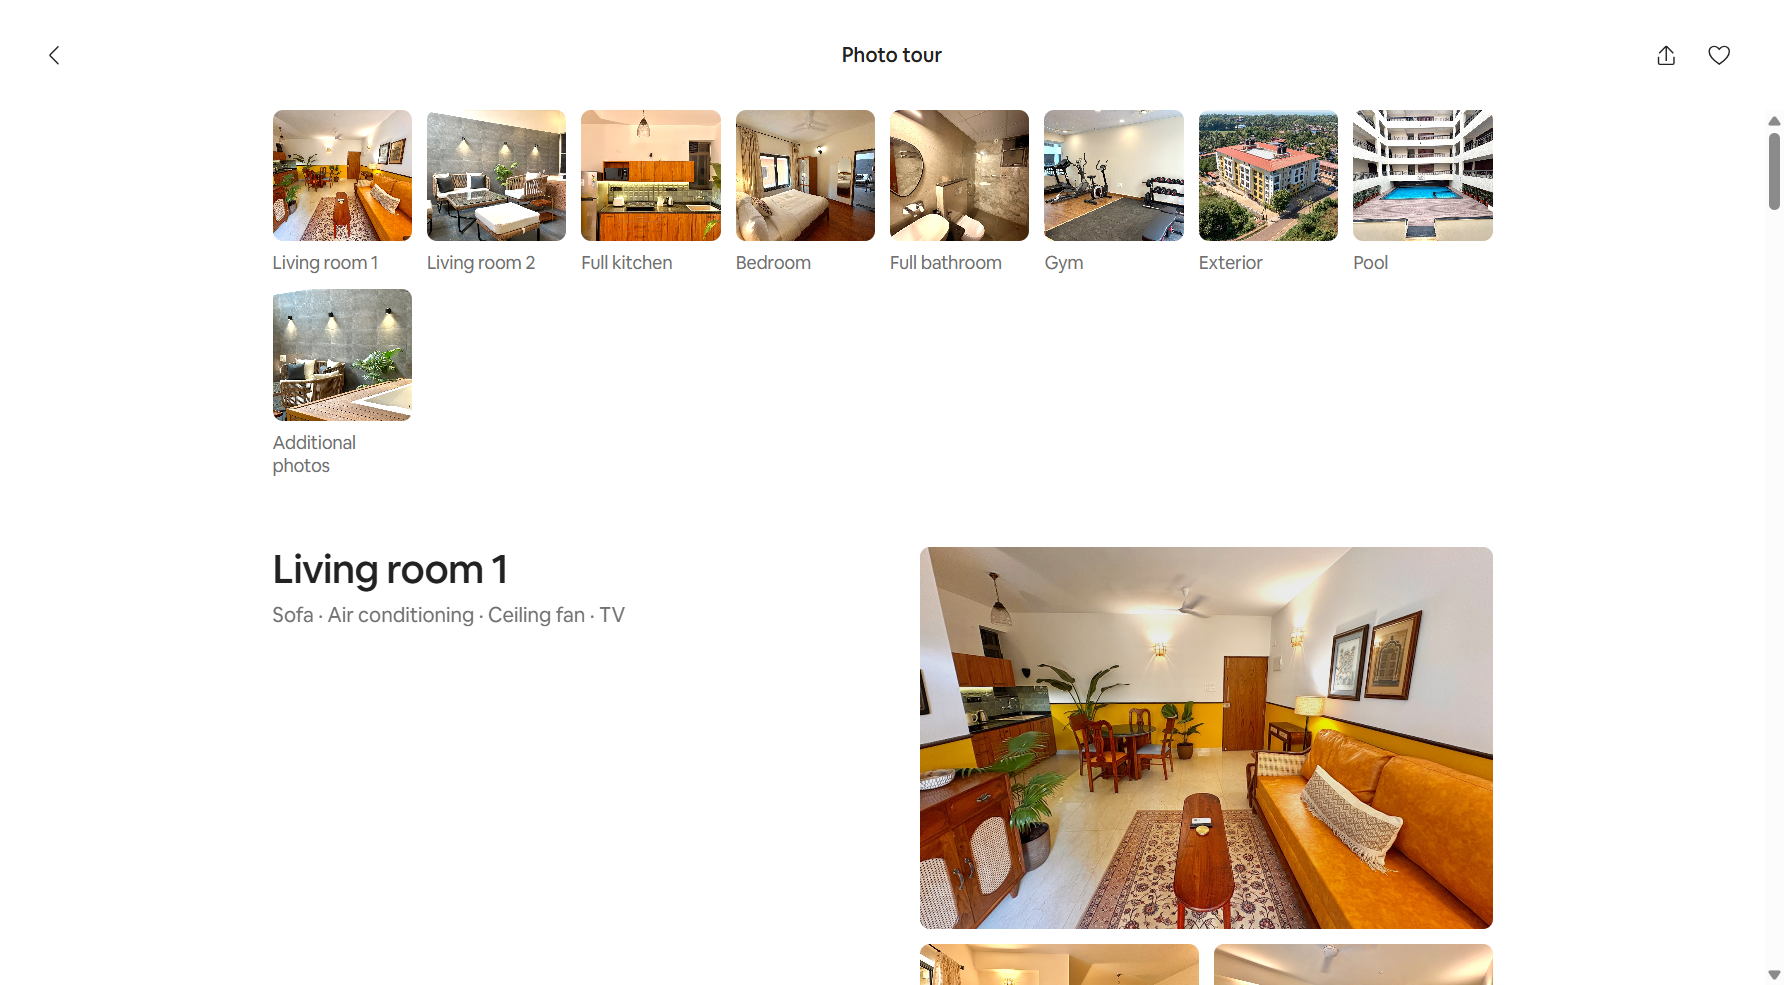 Photo tour
Living room 1
Living room 2
Full kitchen
Bedroom
Full bathroom
Gym
Exterior
Pool
Additional
photos
Living room 1
Sofa · Air conditioning · Ceiling fan · TV